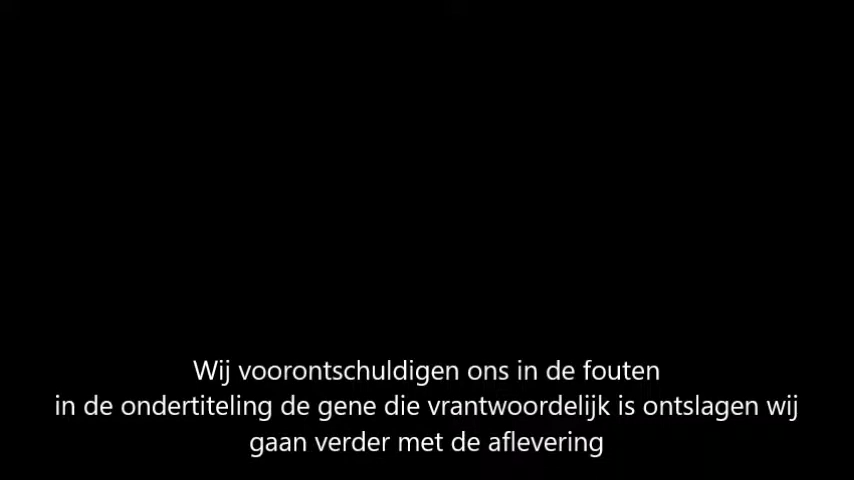 Wij voorontschuldigen ons in de fouten
in de ondertiteling de gene die vrantwoordelijk is ontslagen wij
gaan verder met de aflevering